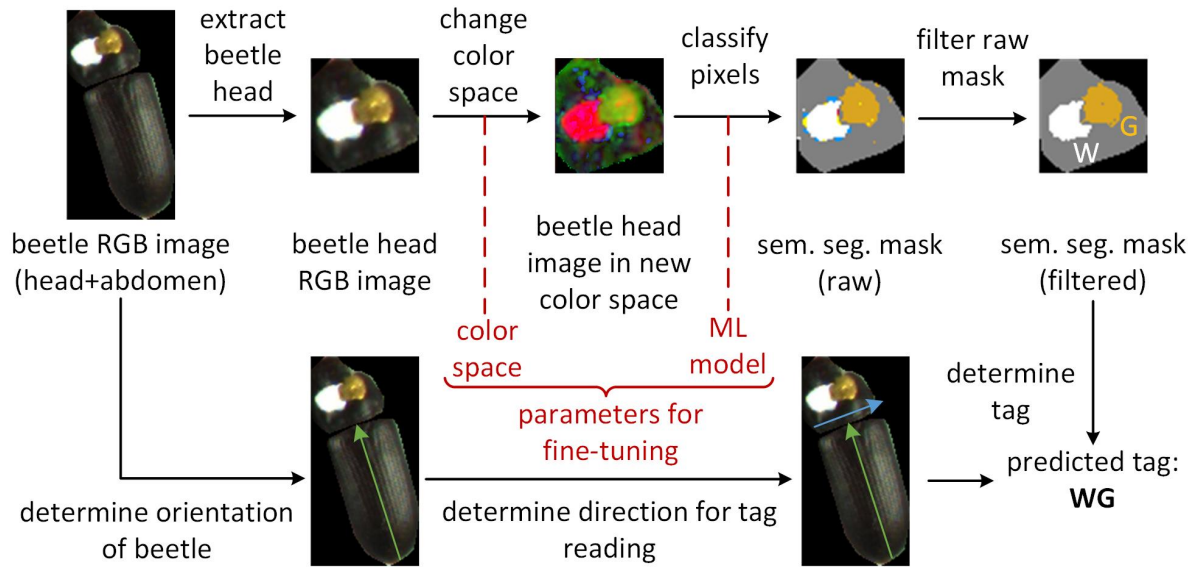 extract
beetle
head
change
color
space
classify
pixels
filter raw
mask
G
W
beetle RGB image
(head+abdomen)
beetle head
RGB image
beetle head
image in new
color space
sem. seg. mask
(raw)
sem. seg. mask
(filtered)
color
space
ML
model
parameters for
fine-tuning
determine
tag
predicted tag:
WG
determine orientation
of beetle
determine direction for tag
reading